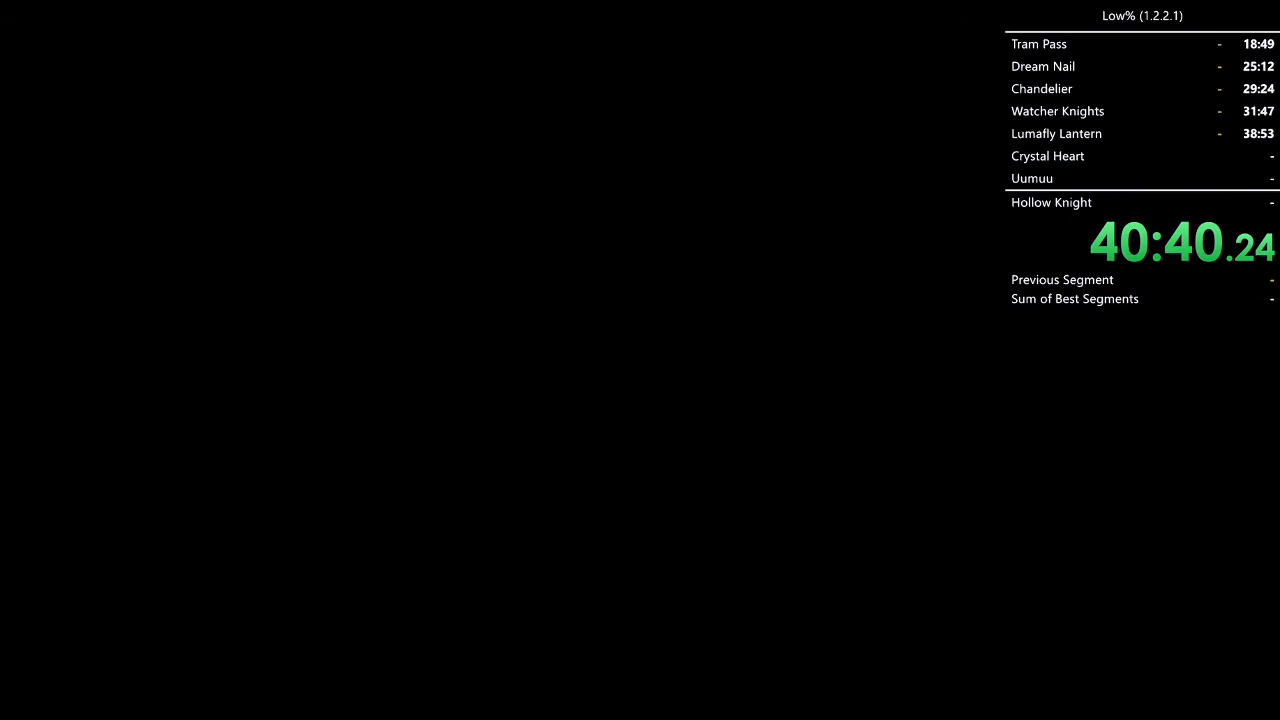 Low% (1.2.2.1)
Tram Pass - 18:49
Dream Nail - 25:12
Chandelier - 29:24
Watcher Knights - 31:47
Lumafly Lantern - 38:53
Crystal Heart -
Uumuu -
Hollow Knight -
40:40.24
Previous Segment -
Sum of Best Segments -